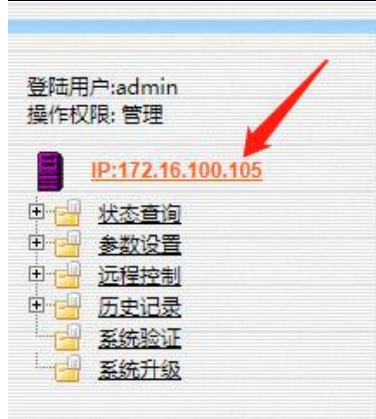 登陆用户:admin
操作权限: 管理
IP:172.16.100.105
状态查询
参数设置
远程控制
历史记录
系统验证
系统升级